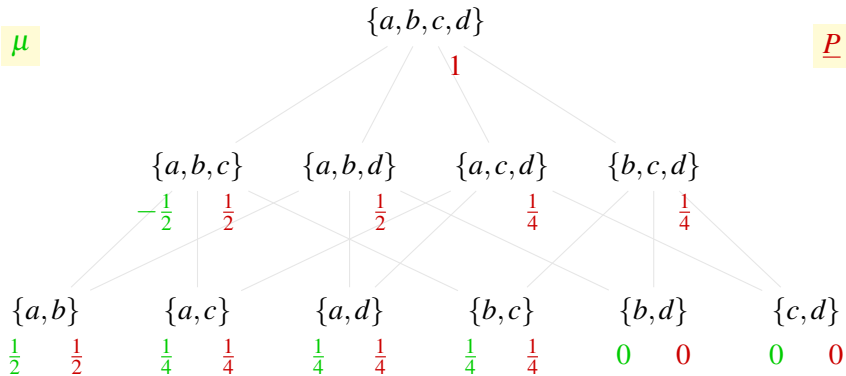 {a,b,c,d}
μ P
1
{a,b,c} {a,b,d} {a,c,d} {b,c,d}
−1/2 1/2 1/2 1/4 1/4
{a,b} {a,c} {a,d} {b,c} {b,d} {c,d}
1/2 1/2 1/4 1/4 1/4 1/4 1/4 1/4 0 0 0 0